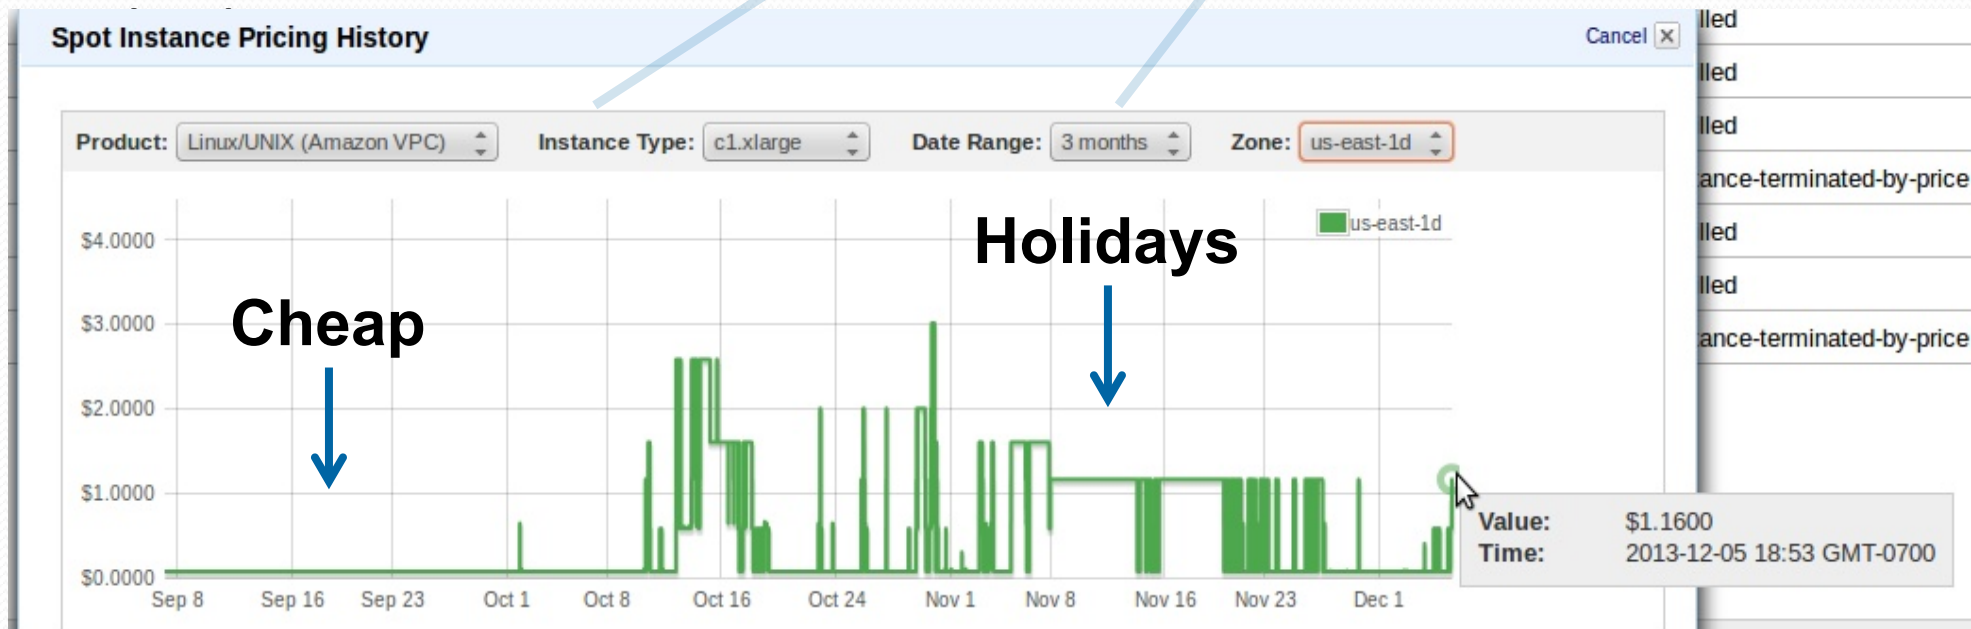 Spot Instance Pricing History
Cancel
Product: Linux/UNIX (Amazon VPC) Instance Type: c1.xlarge Date Range: 3 months Zone: us-east-1d
us-east-1d
Holidays
Cheap
$4.0000
$3.0000
$2.0000
$1.0000
$0.0000
Sep 8 Sep 16 Sep 23 Oct 1 Oct 8 Oct 16 Oct 24 Nov 1 Nov 8 Nov 16 Nov 23 Dec 1
Value: $1.1600
Time: 2013-12-05 18:53 GMT-0700
lled
lled
lled
ance-terminated-by-price
lled
lled
ance-terminated-by-price